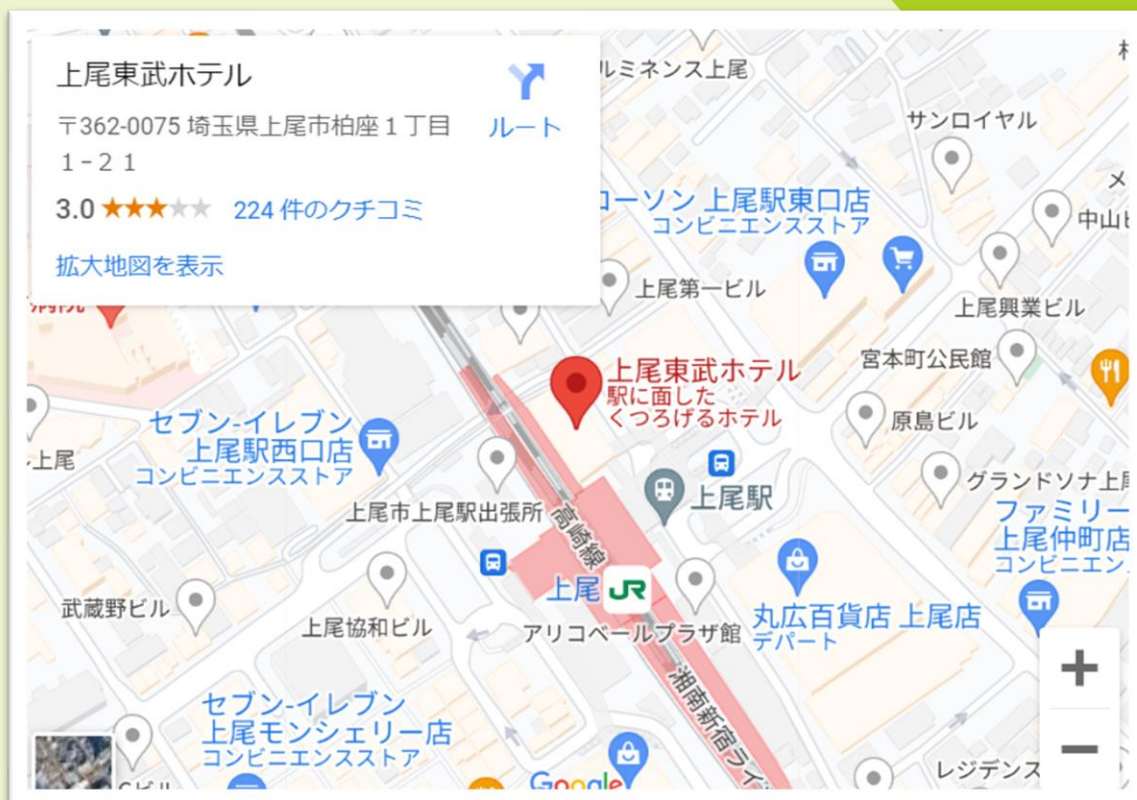 上尾東武ホテル
〒362-0075 埼玉県上尾市柏座１丁目
１−２１
ルート
3.0
224 件のクチコミ
拡大地図を表示
ルミネンス上尾
サンロイヤル
ローソン 上尾駅東口店
コンビニエンスストア
上尾第一ビル
上尾興業ビル
宮本町公民館
上尾東武ホテル
駅に面した
くつろげるホテル
原島ビル
セブン-イレブン
上尾駅西口店
コンビニエンスストア
上尾
上尾駅
グランドソナ上尾
上尾市上尾駅出張所
高崎線
ファミリー
上尾仲町店
コンビニエン
上尾
JR
武蔵野ビル
上尾協和ビル
アリコベールプラザ館
丸広百貨店 上尾店
デパート
湘南新宿ライ
セブン-イレブン
上尾モンシェリー店
コンビニエンスストア
レジデンス
Google